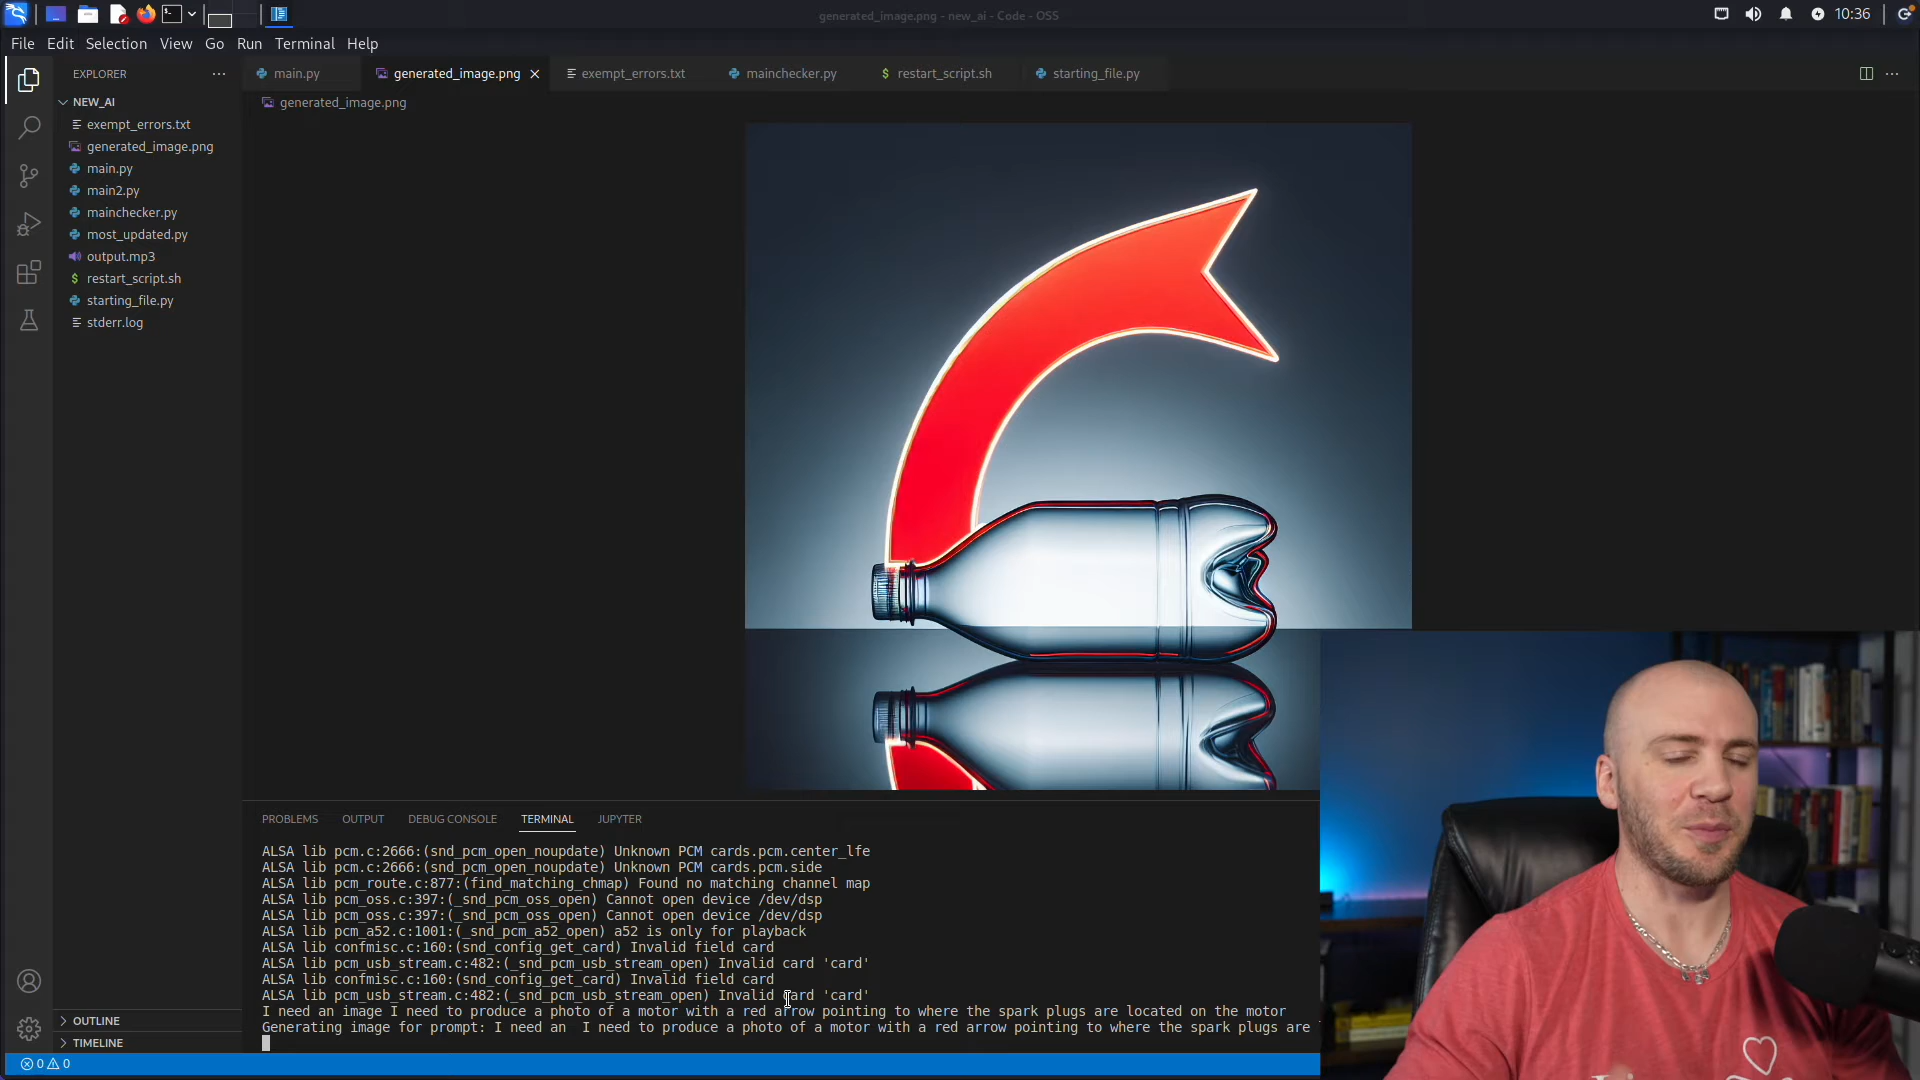 generated_image.png - new_ai - Code - OSS
10:36
File Edit Selection View Go Run Terminal Help
EXPLORER
main.py
generated_image.png
exempt_errors.txt
mainchecker.py
$ restart_script.sh
starting_file.py
NEW_AI
generated_image.png
exempt_errors.txt
generated_image.png
main.py
main2.py
mainchecker.py
most_updated.py
output.mp3
$ restart_script.sh
starting_file.py
stderr.log
OUTLINE
TIMELINE
PROBLEMS OUTPUT DEBUG CONSOLE TERMINAL JUPYTER
ALSA lib pcm.c:2666:(snd_pcm_open_noupdate) Unknown PCM cards.pcm.center_lfe
ALSA lib pcm.c:2666:(snd_pcm_open_noupdate) Unknown PCM cards.pcm.side
ALSA lib pcm_route.c:877:(find_matching_chmap) Found no matching channel map
ALSA lib pcm_oss.c:397:(_snd_pcm_oss_open) Cannot open device /dev/dsp
ALSA lib pcm_oss.c:397:(_snd_pcm_oss_open) Cannot open device /dev/dsp
ALSA lib pcm_a52.c:1001:(_snd_pcm_a52_open) a52 is only for playback
ALSA lib confmisc.c:160:(snd_config_get_card) Invalid field card
ALSA lib pcm_usb_stream.c:482:(_snd_pcm_usb_stream_open) Invalid card 'card'
ALSA lib confmisc.c:160:(snd_config_get_card) Invalid field card
ALSA lib pcm_usb_stream.c:482:(_snd_pcm_usb_stream_open) Invalid card 'card'
I need an image I need to produce a photo of a motor with a red arrow pointing to where the spark plugs are located on the motor
Generating image for prompt: I need an  I need to produce a photo of a motor with a red arrow pointing to where the spark plugs are
0 0